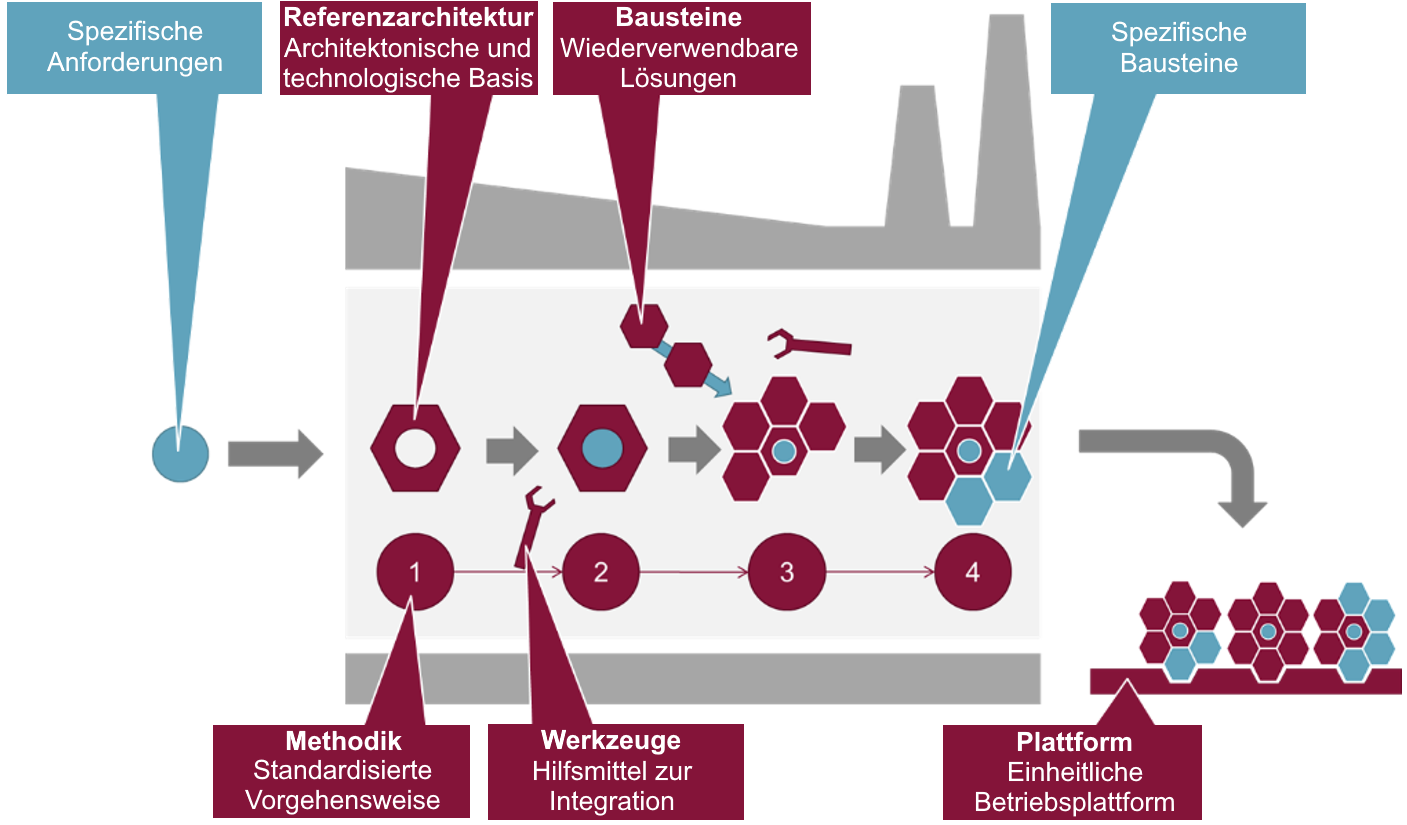 Spezifische
Anforderungen
Referenzarchitektur
Architektonische und
technologische Basis
Bausteine
Wiederverwendbare
Lösungen
Spezifische
Bausteine
1
2
3
4
Methodik
Standardisierte
Vorgehensweise
Werkzeuge
Hilfsmittel zur
Integration
Plattform
Einheitliche
Betriebsplattform